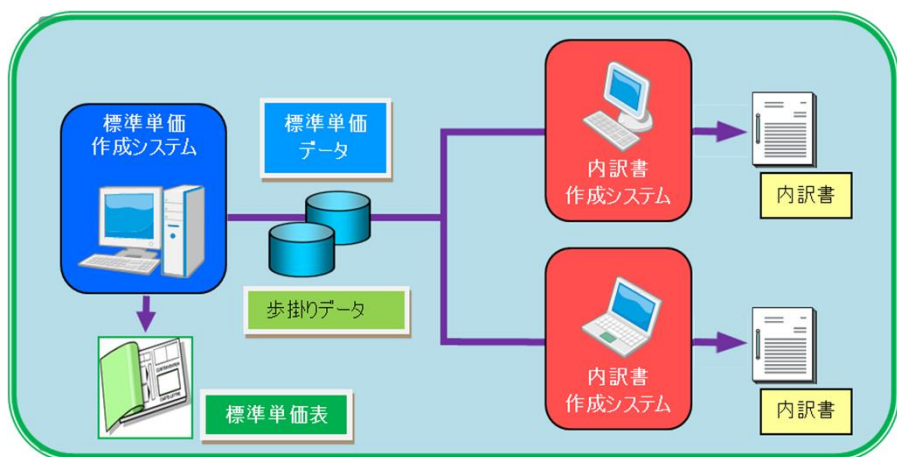 標準単価
作成システム
標準単価
データ
歩掛りデータ
標準単価表
内訳書
作成システム
内訳書
内訳書
作成システム
内訳書